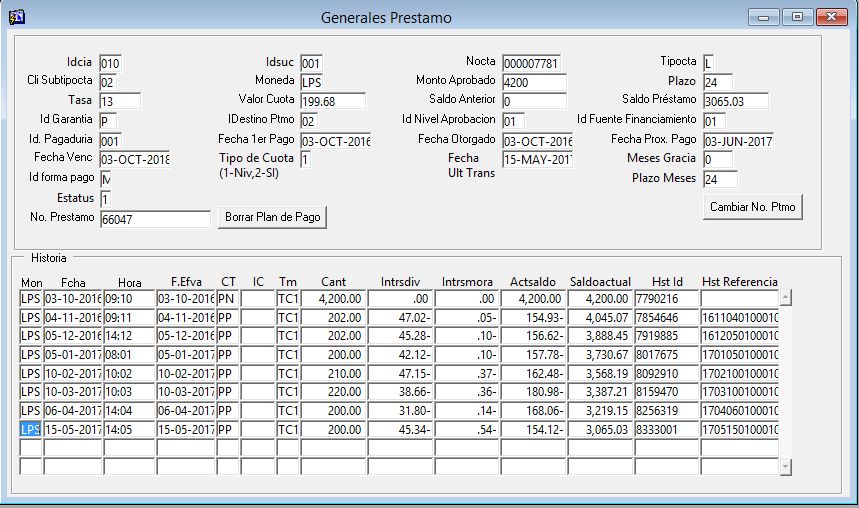 Generales Prestamo
Idcia 010 Idsuc 001 Nocta 000007781 Tipocta L
Cli Subtipocta 02 Moneda LPS Monto Aprobado 4200 Plazo 24
Tasa 13 Valor Cuota 199.68 Saldo Anterior 0 Saldo Préstamo 3065.03
Id Garantia P IDestino Ptmo 02 Id Nivel Aprobacion 01 Id Fuente Financiamiento 01
Id. Pagaduria 001 Fecha 1er Pago 03-OCT-2016 Fecha Otorgado 03-OCT-2016 Fecha Prox. Pago 03-JUN-2017
Fecha Venc 03-OCT-2018 Tipo de Cuota 1 Fecha 15-MAY-2017 Meses Gracia 0
(1-Niv,2-SI) Ult Trans
Id forma pago M Plazo Meses 24
Estatus 1
No. Prestamo 66047 Borrar Plan de Pago Cambiar No. Ptmo
Historia
Mon Fcha Hora F.Efva CT IC Tm Cant Intrsdiv Intrsmora Actsaldo Saldoactual Hst Id Hst Referencia
LPS 03-10-2016 09:10 03-10-2016 PN TC1 4,200.00 .00 .00 4,200.00 4,200.00 7790216
LPS 04-11-2016 09:11 04-11-2016 PP TC1 202.00 47.02- .05- 154.93- 4,045.07 7854646 1611040100010
LPS 05-12-2016 14:12 05-12-2016 PP TC1 202.00 45.28- .10- 156.62- 3,888.45 7919885 1612050100010
LPS 05-01-2017 08:01 05-01-2017 PP TC1 200.00 42.12- .10- 157.78- 3,730.67 8017675 1701050100010
LPS 10-02-2017 10:02 10-02-2017 PP TC1 210.00 47.15- .37- 162.48- 3,568.19 8092910 1702100100010
LPS 10-03-2017 10:03 10-03-2017 PP TC1 220.00 38.66- .36- 180.98- 3,387.21 8159470 1703100100010
LPS 06-04-2017 14:04 06-04-2017 PP TC1 200.00 31.80- .14- 168.06- 3,219.15 8256319 1704060100010
LPS 15-05-2017 14:05 15-05-2017 PP TC1 200.00 45.34- .54- 154.12- 3,065.03 8333001 1705150100010